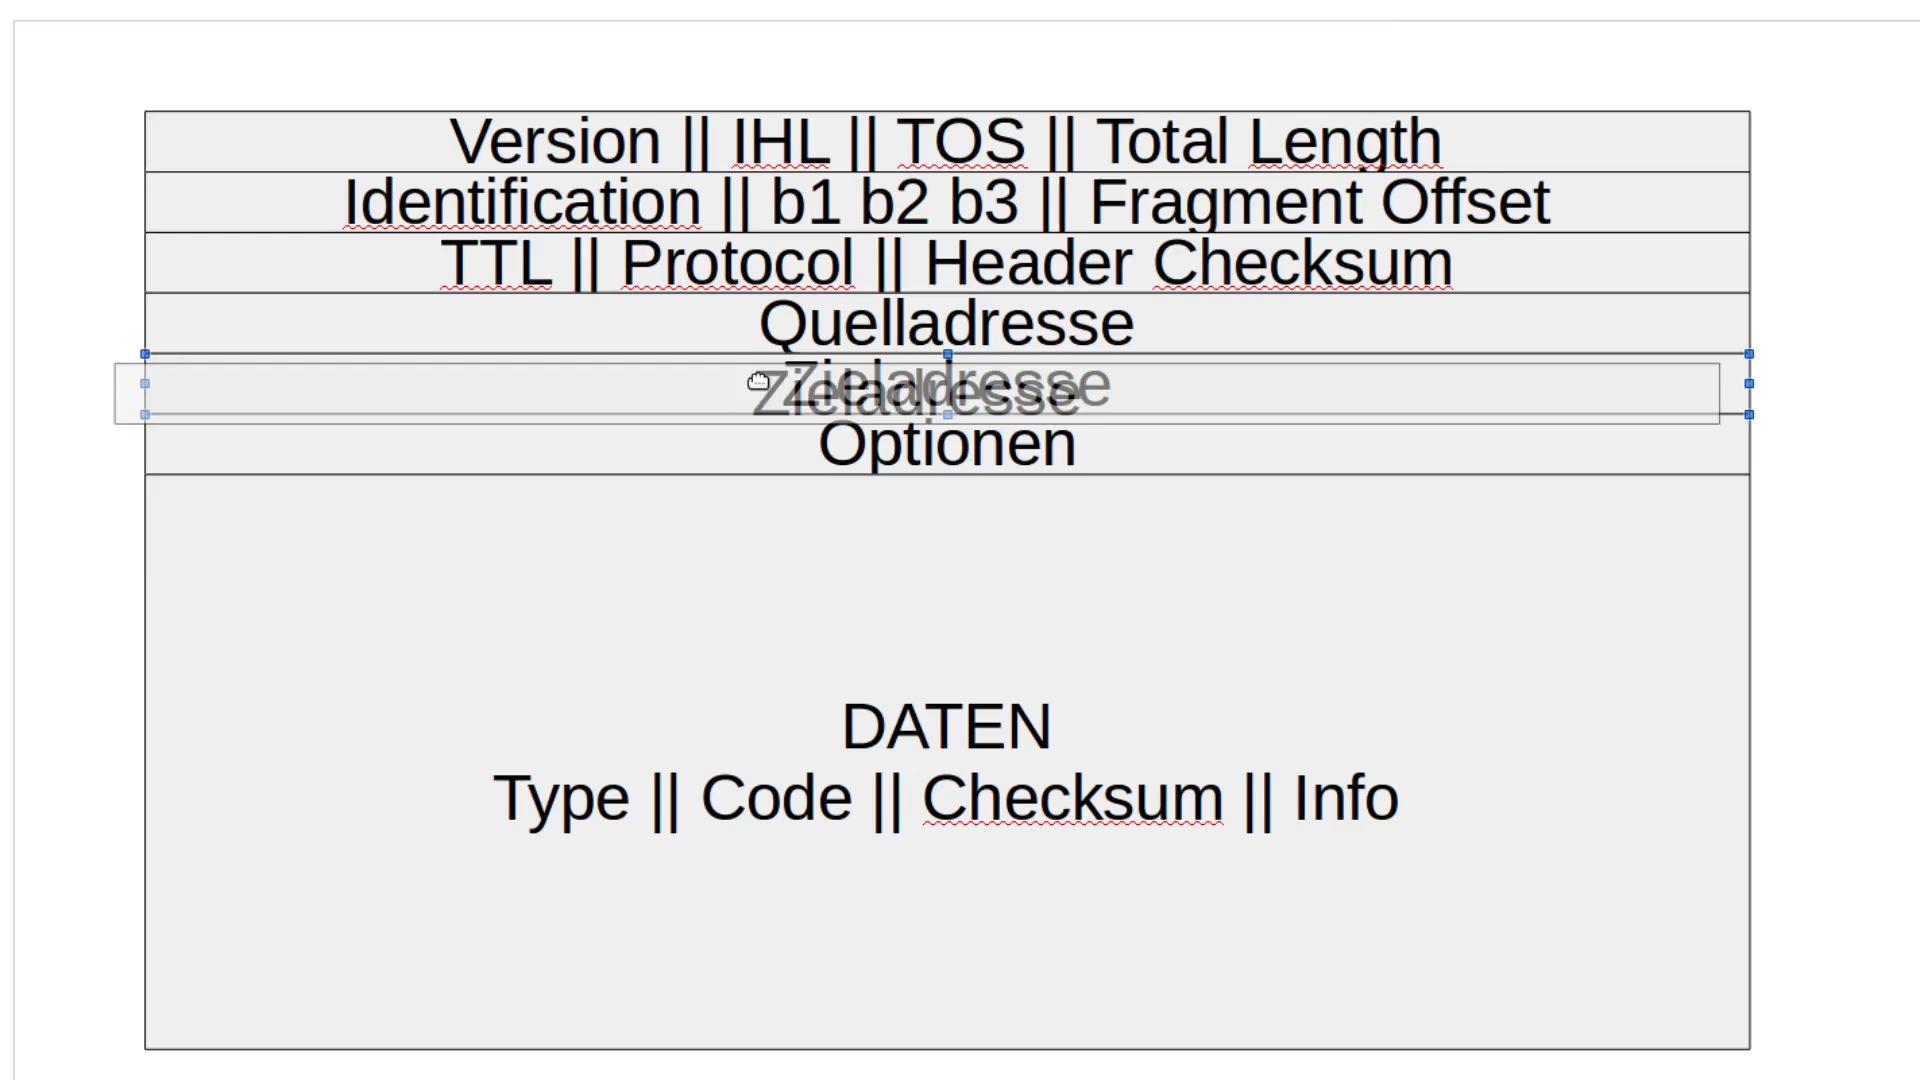 Version || IHL || TOS || Total Length
Identification || b1 b2 b3 || Fragment Offset
TTL || Protocol || Header Checksum
Quelladresse
Zieladresse
Zieladresse
Optionen
DATEN
Type || Code || Checksum || Info